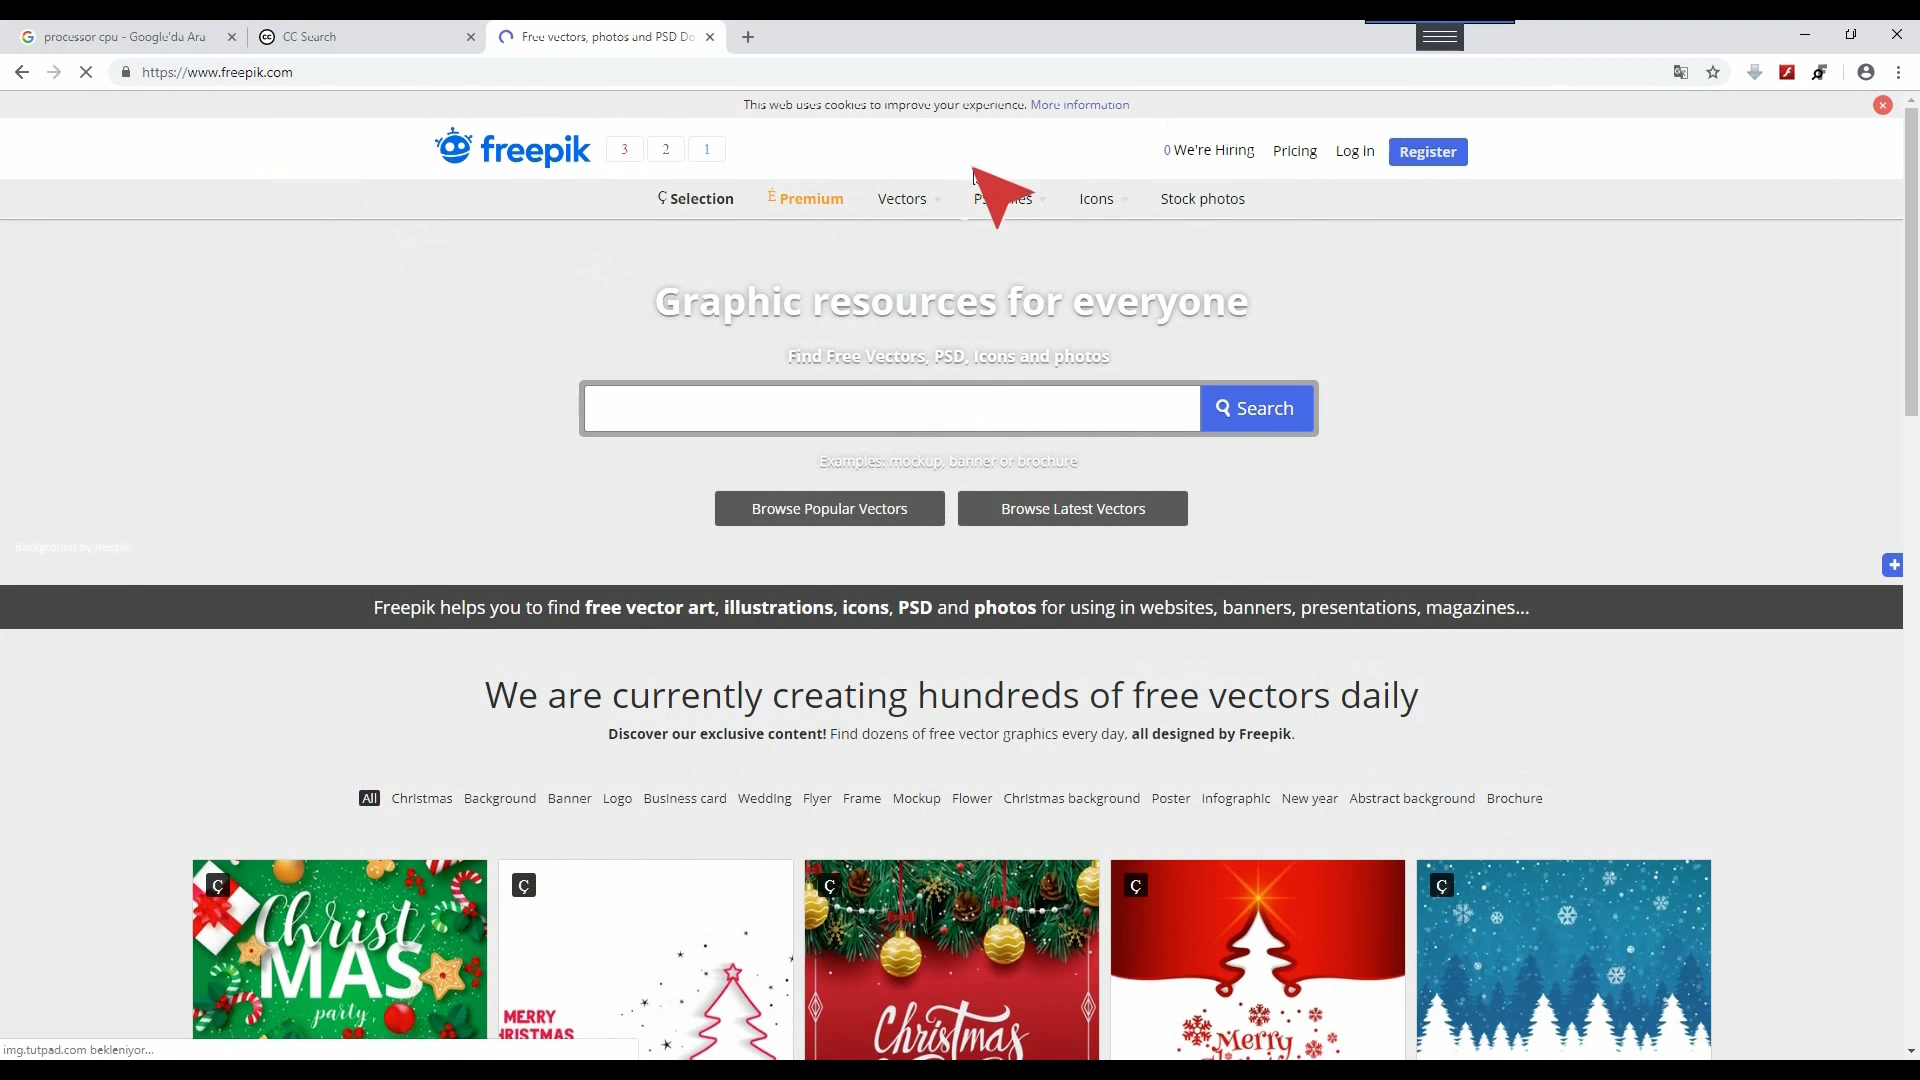 processor cpu - Google'da Ara
CC Search
Free vectors, photos and PSD Do
https://www.freepik.com
This web uses cookies to improve your experience. More information
freepik
3 2 1
0 We're Hiring Pricing Log in Register
Ç Selection É Premium Vectors Icons Stock photos
Graphic resources for everyone
Find Free Vectors, PSD, Icons and photos
Search
Examples: mockup, banner or brochure
Browse Popular Vectors Browse Latest Vectors
Background by freepik
Freepik helps you to find free vector art, illustrations, icons, PSD and photos for using in websites, banners, presentations, magazines...
We are currently creating hundreds of free vectors daily
Discover our exclusive content! Find dozens of free vector graphics every day, all designed by Freepik.
All Christmas Background Banner Logo Business card Wedding Flyer Frame Mockup Flower Christmas background Poster Infographic New year Abstract background Brochure
Ç Ç Ç Ç Ç
Christ
MAS
party
MERRY
Christmas
Merry
img.tutpad.com bekleniyor...